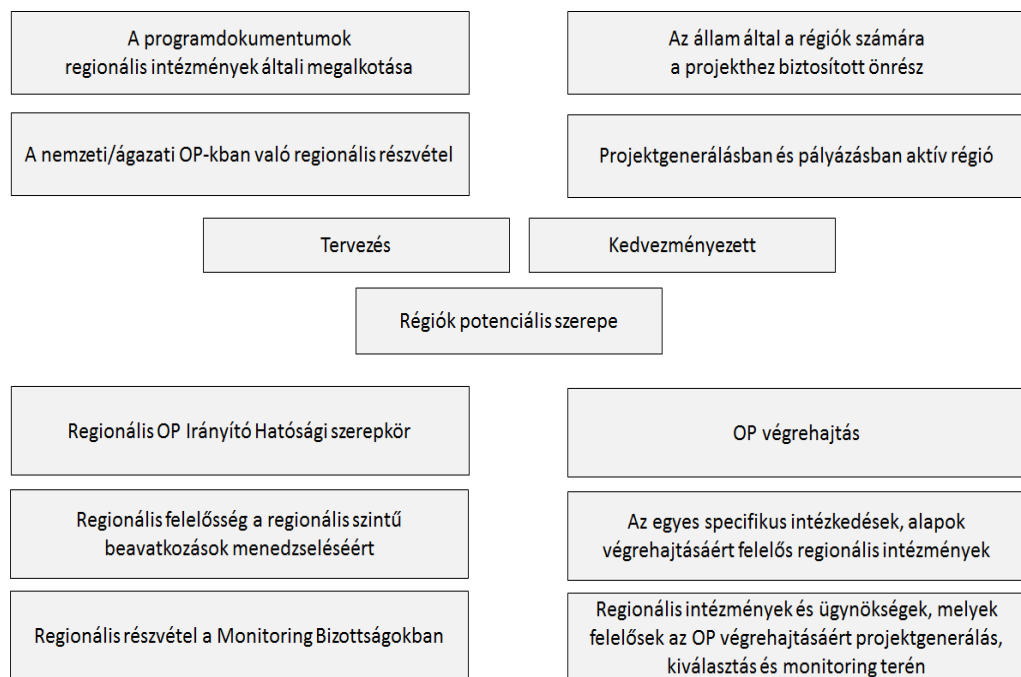 A programdokumentumok
regionális intézmények általi megalkotása
Az állam által a régiók számára
a projekthez biztosított önrész
A nemzeti/ágazati OP-kban való regionális részvétel
Projektgenerálásban és pályázásban aktív régió
Tervezés
Kedvezményezett
Régiók potenciális szerepe
Regionális OP Irányító Hatósági szerepkör
OP végrehajtás
Regionális felelősség a regionális szintű
beavatkozások menedzseléséért
Az egyes specifikus intézkedések, alapok
végrehajtásáért felelős regionális intézmények
Regionális részvétel a Monitoring Bizottságokban
Regionális intézmények és ügynökségek, melyek
felelősek az OP végrehajtásáért projektgenerálás,
kiválasztás és monitoring terén